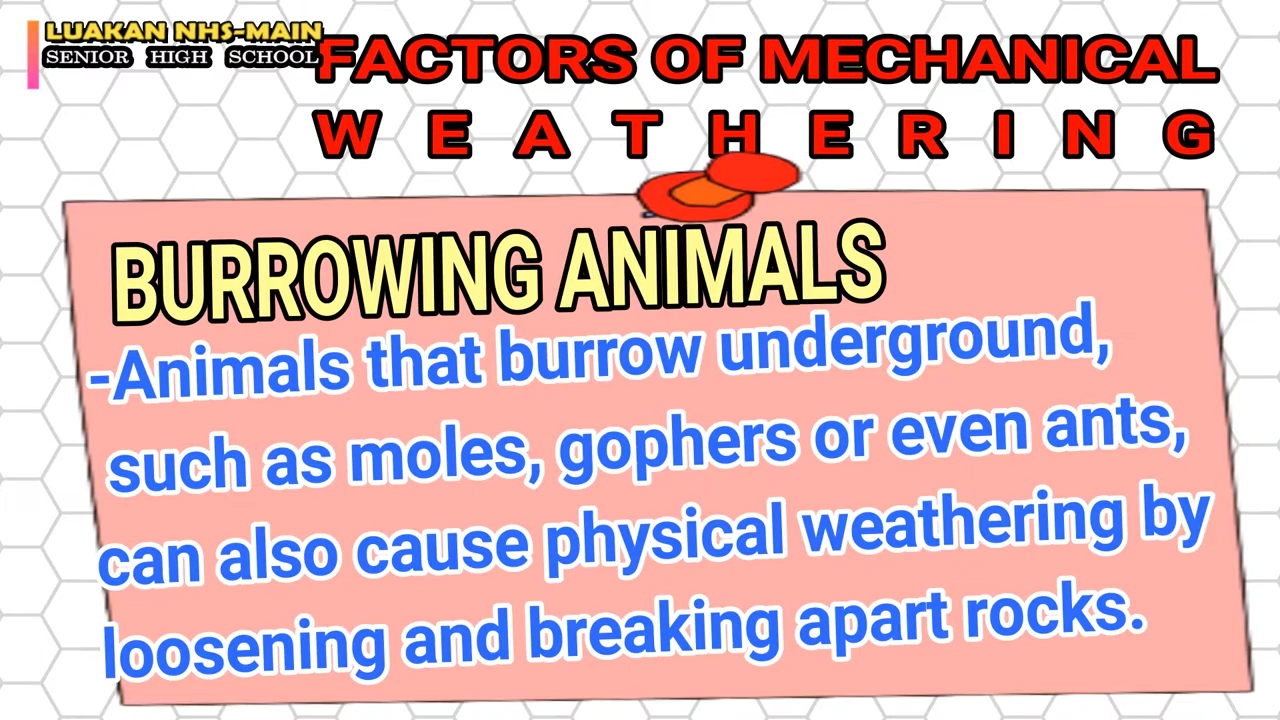 LUAKAN NHS-MAIN
SENIOR HIGH SCHOOL
FACTORS OF MECHANICAL
WEATHERING
BURROWING ANIMALS
-Animals that burrow underground,
such as moles, gophers or even ants,
can also cause physical weathering by
loosening and breaking apart rocks.